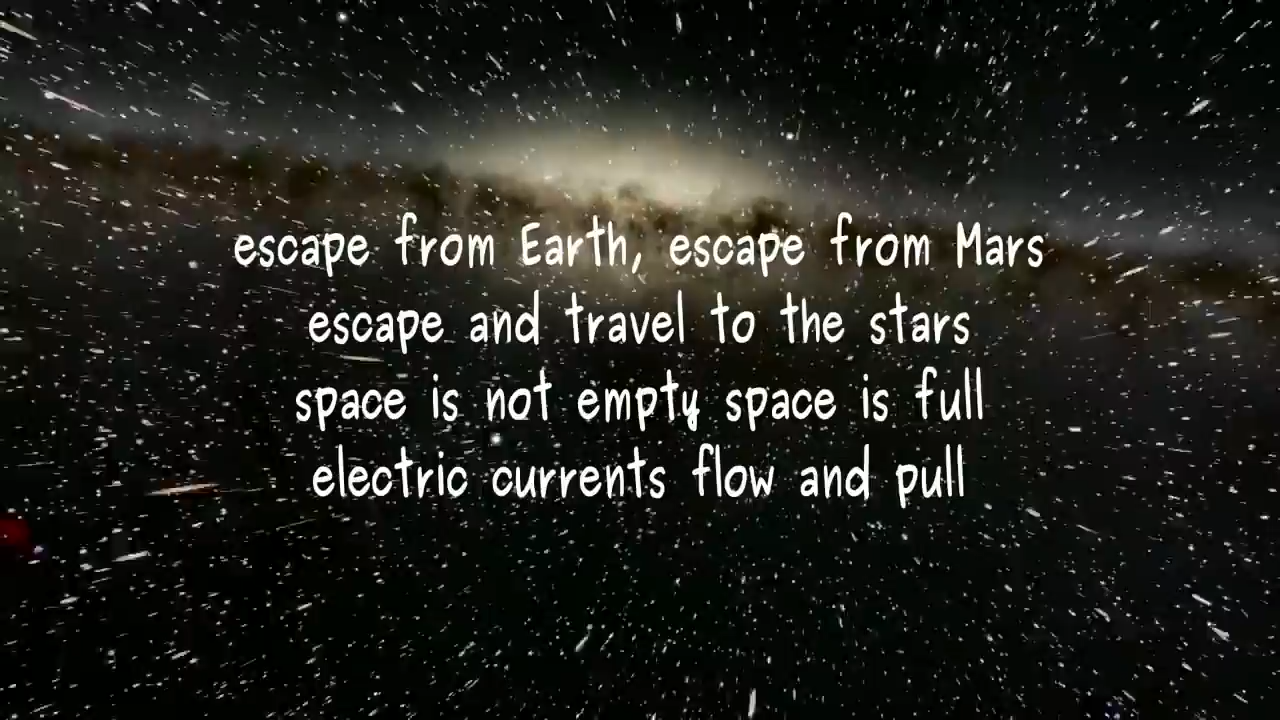 escape from Earth, escape from Mars
escape and travel to the stars
space is not empty space is full
electric currents flow and pull